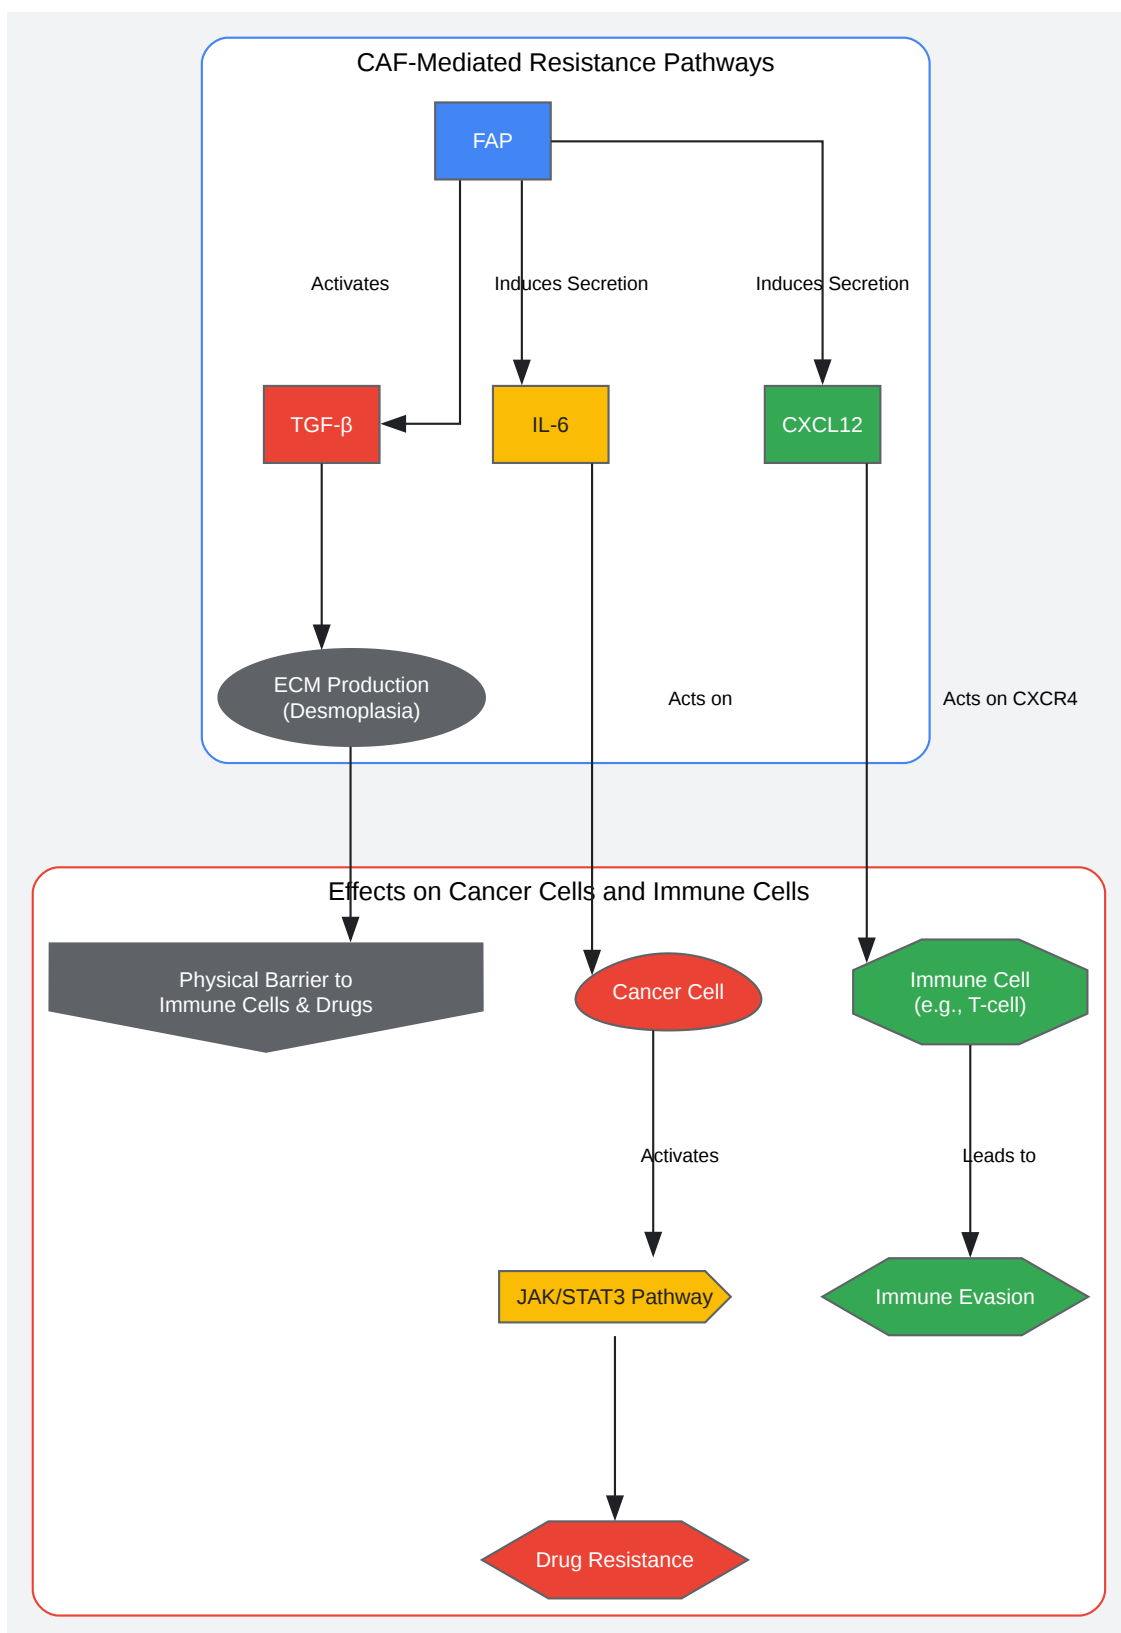 CAF-Mediated Resistance Pathways
FAP
Activates
Induces Secretion
Induces Secretion
TGF-β
IL-6
CXCL12
ECM Production
(Desmoplasia)
Acts on
Acts on CXCR4
Effects on Cancer Cells and Immune Cells
Physical Barrier to
Immune Cells & Drugs
Cancer Cell
Immune Cell
(e.g., T-cell)
Activates
Leads to
JAK/STAT3 Pathway
Immune Evasion
Drug Resistance